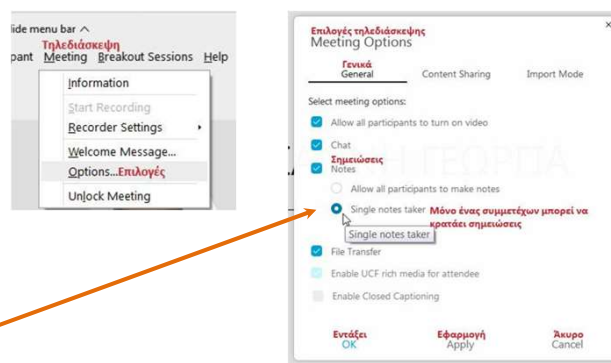 lide menu bar ^
Τηλεδιάσκεψη
pant Meeting Breakout Sessions Help
Information
Start Recording
Recorder Settings
Welcome Message...
Options...Επιλογές
Unlock Meeting
Επιλογές τηλεδιάσκεψης
Meeting Options
Γενικά
General Content Sharing Import Mode
Select meeting options:
Allow all participants to turn on video
Chat
Σημειώσεις
Notes
Allow all participants to make notes
Single notes taker Μόνο ένας συμμετέχων μπορεί να
κρατάει σημειώσεις
Single notes taker
File Transfer
Enable UCF rich media for attendee
Enable Closed Captioning
Εντάξει Εφαρμογή Άκυρο
OK Apply Cancel